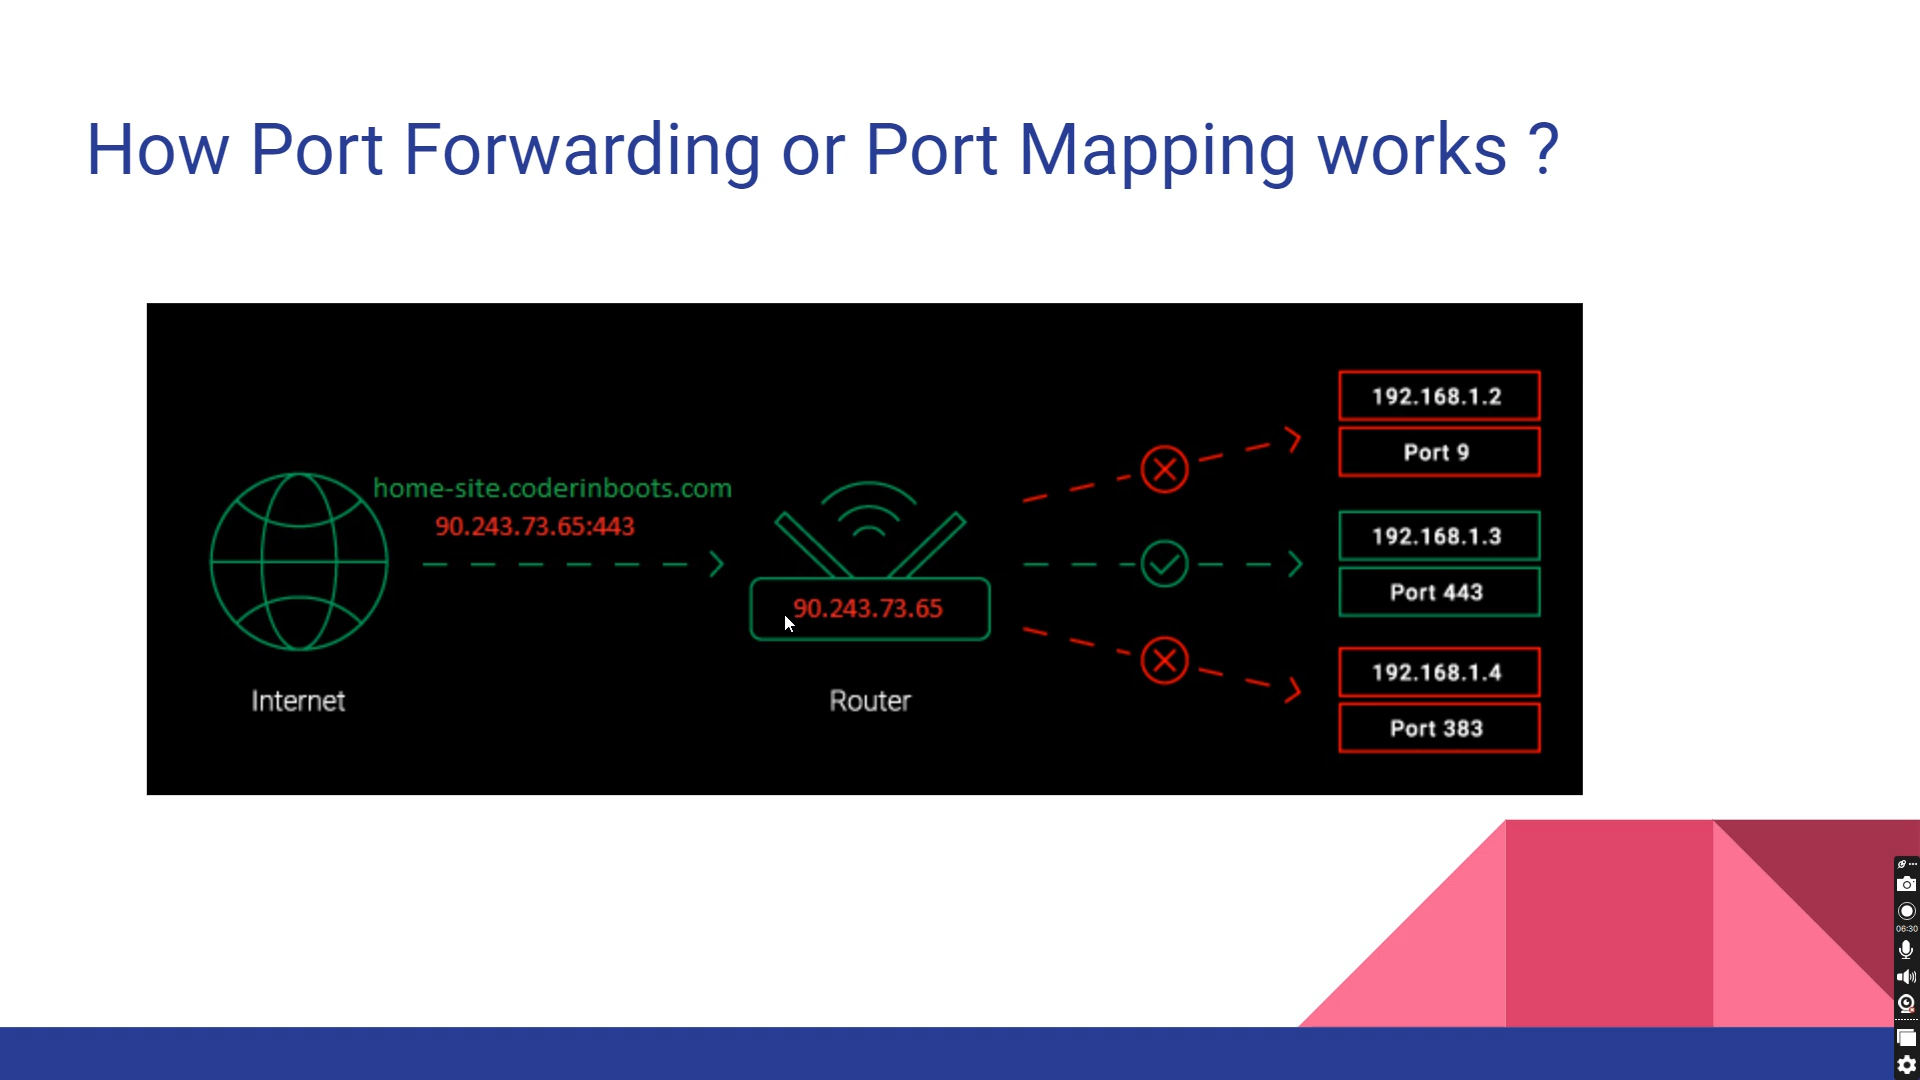 How Port Forwarding or Port Mapping works ?
home-site.coderinboots.com
90.243.73.65:443
90.243.73.65
Internet
Router
192.168.1.2
Port 9
192.168.1.3
Port 443
192.168.1.4
Port 383
06:30